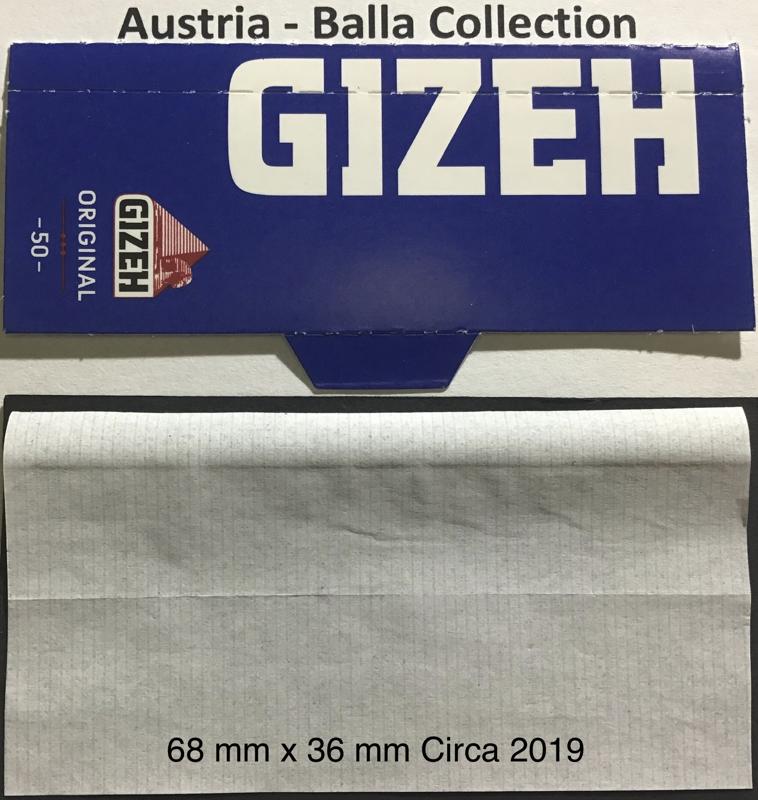 Austria - Balla Collection
GIZEH
GIZEH
ORIGINAL
-50-
68 mm x 36 mm Circa 2019